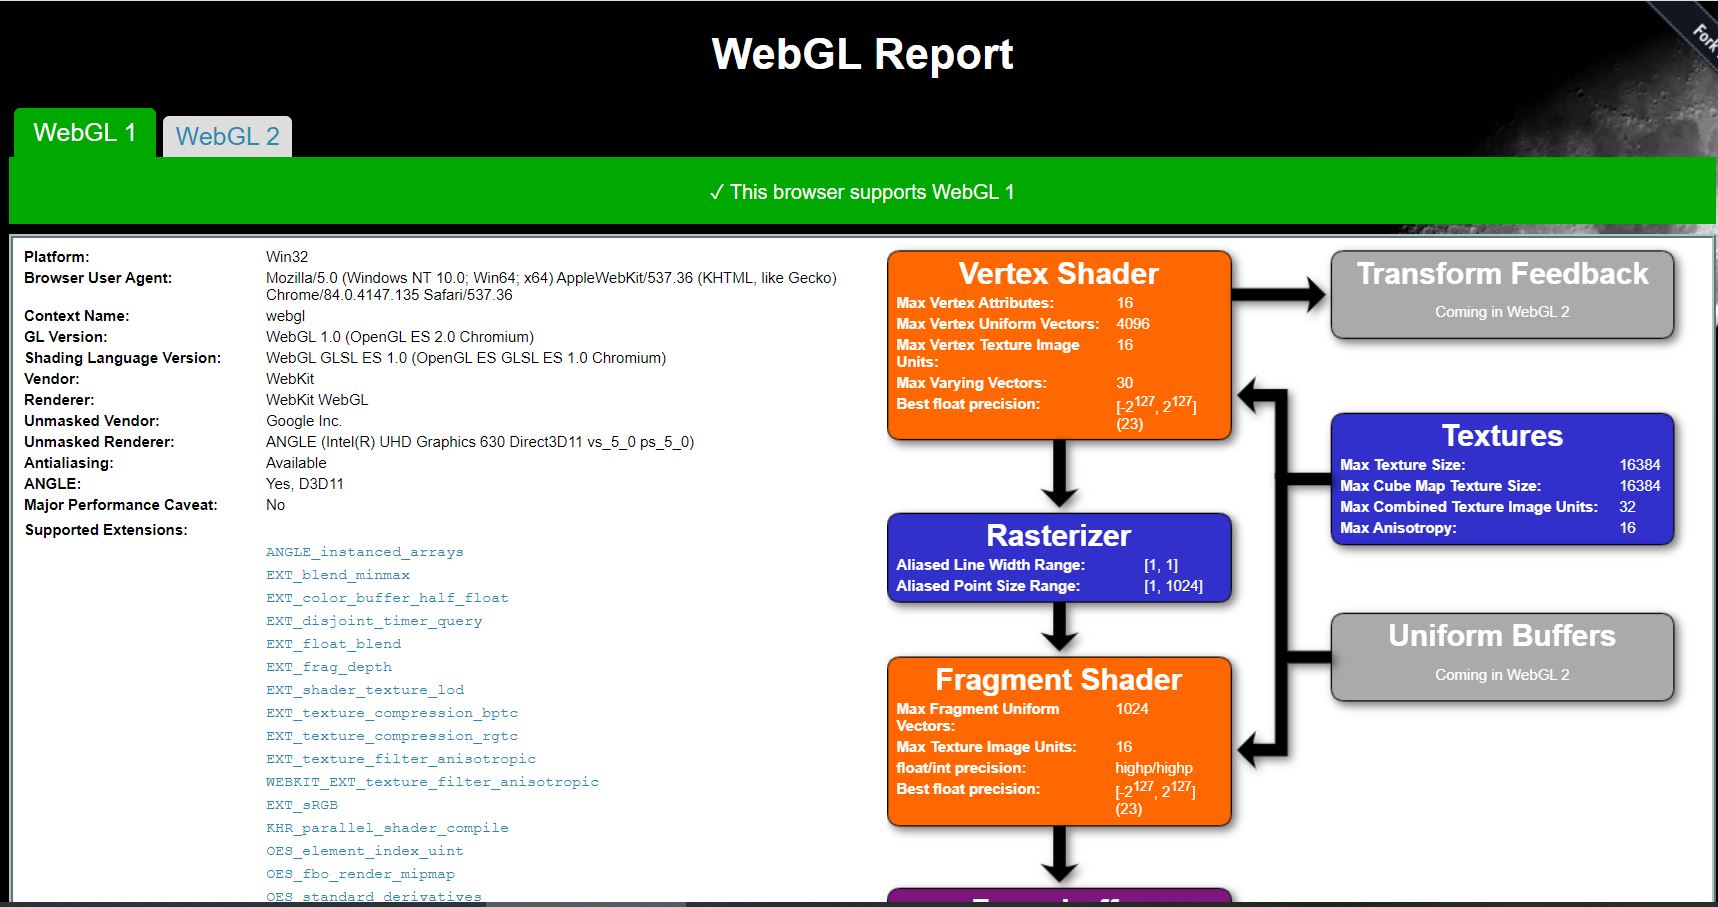 WebGL Report
Fork
WebGL 1
WebGL 2
✓ This browser supports WebGL 1
Platform: Win32
Browser User Agent: Mozilla/5.0 (Windows NT 10.0; Win64; x64) AppleWebKit/537.36 (KHTML, like Gecko)
Chrome/84.0.4147.135 Safari/537.36
Context Name: webgl
GL Version: WebGL 1.0 (OpenGL ES 2.0 Chromium)
Shading Language Version: WebGL GLSL ES 1.0 (OpenGL ES GLSL ES 1.0 Chromium)
Vendor: WebKit
Renderer: WebKit WebGL
Unmasked Vendor: Google Inc.
Unmasked Renderer: ANGLE (Intel(R) UHD Graphics 630 Direct3D11 vs_5_0 ps_5_0)
Antialiasing: Available
ANGLE: Yes, D3D11
Major Performance Caveat: No
Supported Extensions:
ANGLE_instanced_arrays
EXT_blend_minmax
EXT_color_buffer_half_float
EXT_disjoint_timer_query
EXT_float_blend
EXT_frag_depth
EXT_shader_texture_lod
EXT_texture_compression_bptc
EXT_texture_compression_rgtc
EXT_texture_filter_anisotropic
WEBKIT_EXT_texture_filter_anisotropic
EXT_sRGB
KHR_parallel_shader_compile
OES_element_index_uint
OES_fbo_render_mipmap
OES_standard_derivatives
Vertex Shader
Max Vertex Attributes: 16
Max Vertex Uniform Vectors: 4096
Max Vertex Texture Image 16
Units:
Max Varying Vectors: 30
Best float precision: [-2^127, 2^127]
(23)
Rasterizer
Aliased Line Width Range: [1, 1]
Aliased Point Size Range: [1, 1024]
Fragment Shader
Max Fragment Uniform 1024
Vectors:
Max Texture Image Units: 16
float/int precision: highp/highp
Best float precision: [-2^127, 2^127]
(23)
Transform Feedback
Coming in WebGL 2
Textures
Max Texture Size: 16384
Max Cube Map Texture Size: 16384
Max Combined Texture Image Units: 32
Max Anisotropy: 16
Uniform Buffers
Coming in WebGL 2